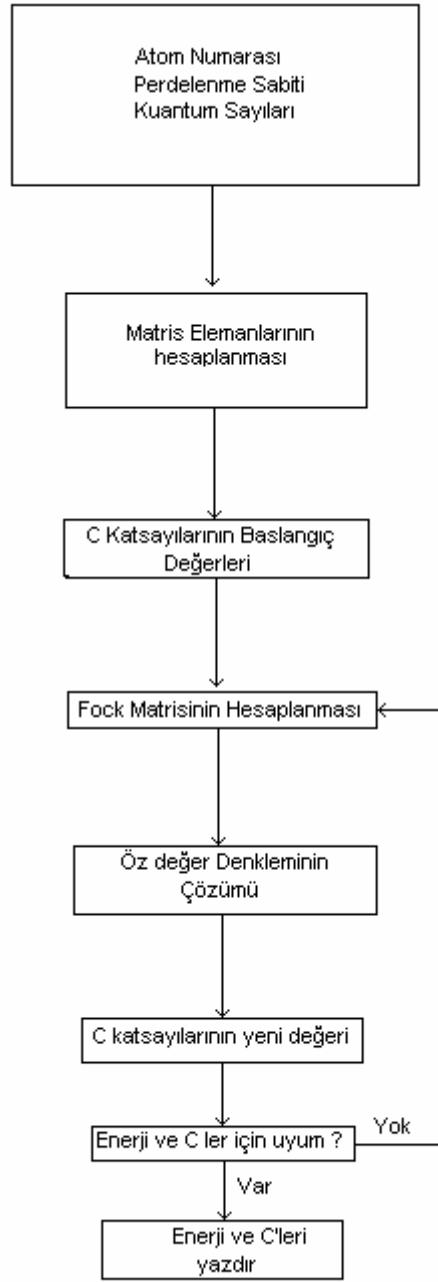 Atom Numarası
Perdelenme Sabiti
Kuantum Sayıları
Matris Elemanlarının
hesaplanması
C Katsayılarının Baslangıç
Değerleri
Fock Matrisinin Hesaplanması
Öz değer Denkleminin
Çözümü
C katsayılarının yeni değeri
Enerji ve C ler için uyum ?
Yok
Var
Enerji ve C'leri
yazdır